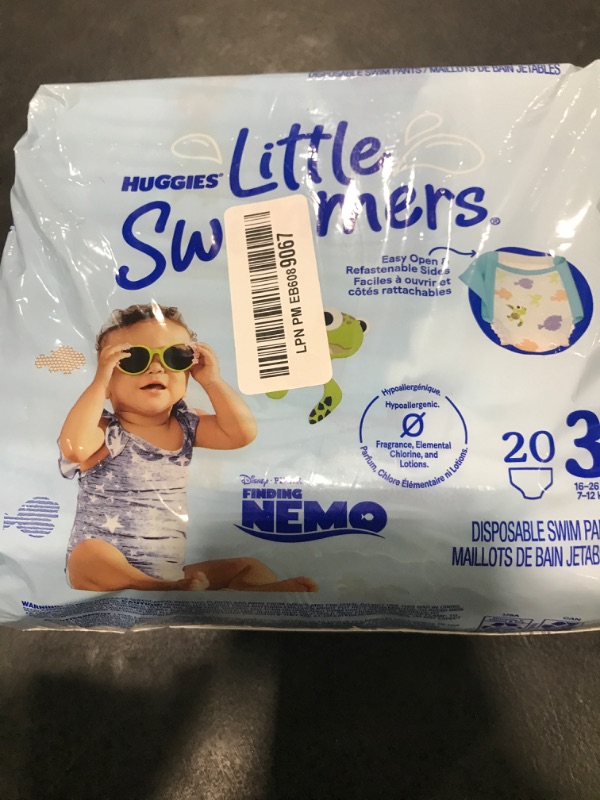 DISPOSABLE SWIM PANTS / MAILLOTS DE BAIN JETABLES
HUGGIES® Little
Sw mers®
LPN PM EB6089067
Easy Open &
Refastenable Sides
Faciles à ouvrir et
côtés rattachables
Hypoallergénique.
Hypoallergenic.
Fragrance, Elemental
Chlorine, and
Lotions.
Parfum, Chlore Élémentaire ni Lotions.
20 3
16-26
7-12
Disney
FINDING
NEMO
DISPOSABLE SWIM PA
MAILLOTS DE BAIN JETAB
USA
CAN